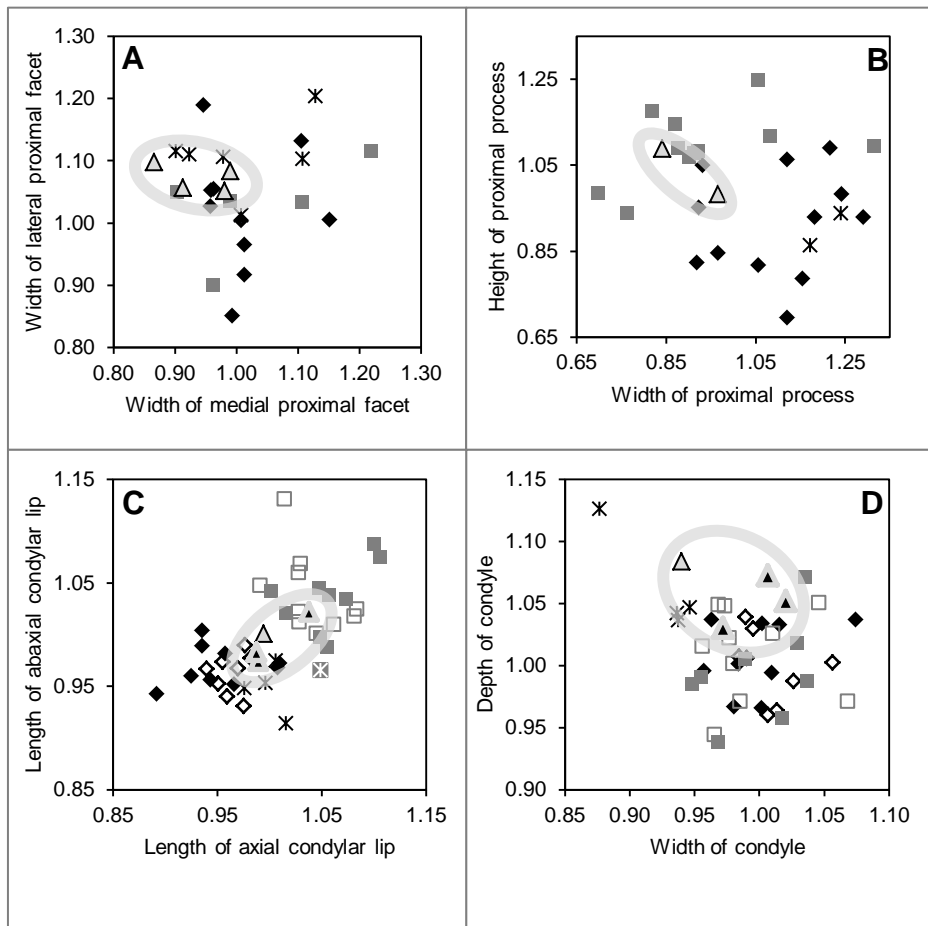 A
1.30
1.20
1.10
1.00
0.90
0.80
0.80 0.90 1.00 1.10 1.20 1.30
Width of lateral proximal facet
Width of medial proximal facet
B
1.25
1.05
0.85
0.65
0.65 0.85 1.05 1.25
Height of proximal process
Width of proximal process
C
1.15
1.05
0.95
0.85
0.85 0.95 1.05 1.15
Length of abaxial condylar lip
Length of axial condylar lip
D
1.15
1.10
1.05
1.00
0.95
0.90
0.85 0.90 0.95 1.00 1.05 1.10
Depth of condyle
Width of condyle